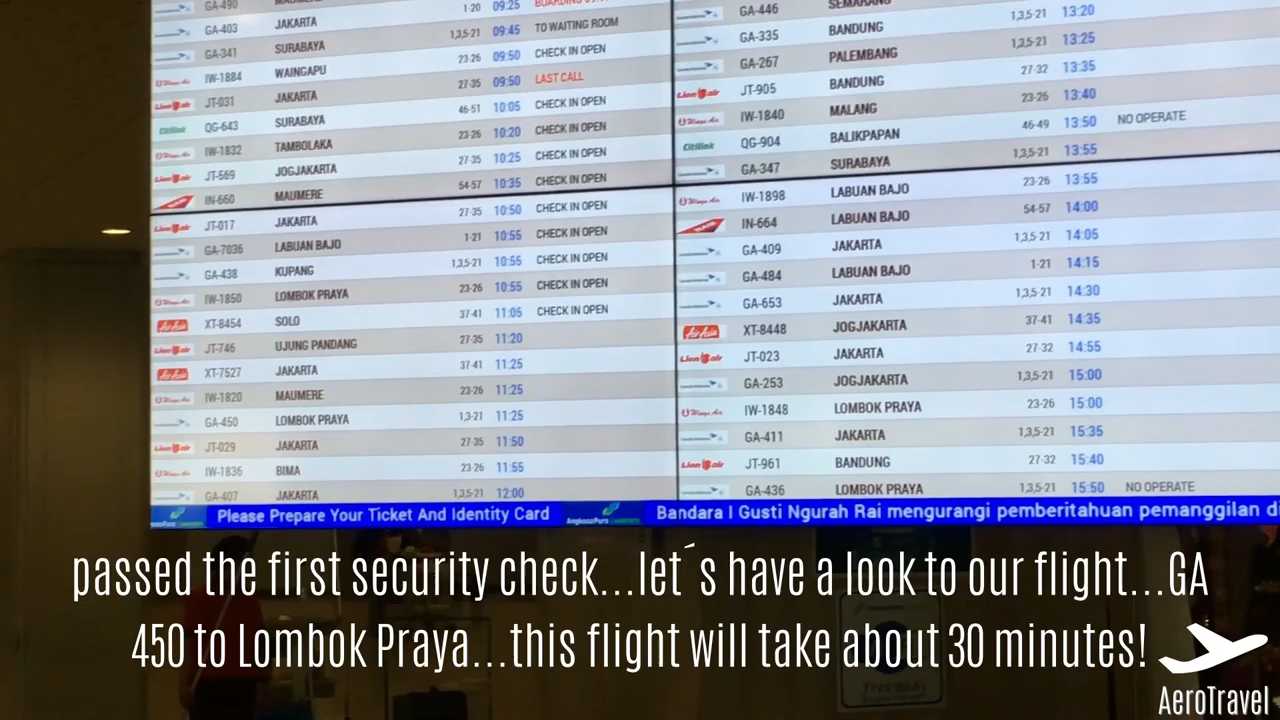 GA-490 MAUMERE 1-20 09:25 BOARDING
GA-403 JAKARTA 1,3,5-21 09:45 TO WAITING ROOM
GA-341 SURABAYA 23-26 09:50 CHECK IN OPEN
IW-1884 WAINGAPU 27-35 09:50 LAST CALL
JT-031 JAKARTA 46-51 10:05 CHECK IN OPEN
QG-643 SURABAYA 23-26 10:20 CHECK IN OPEN
IW-1832 TAMBOLAKA 27-35 10:25 CHECK IN OPEN
JT-569 JOGJAKARTA 54-57 10:35 CHECK IN OPEN
IN-660 MAUMERE 27-35 10:50 CHECK IN OPEN
JT-017 JAKARTA 1-21 10:55 CHECK IN OPEN
GA-7036 LABUAN BAJO 1,3,5-21 10:55 CHECK IN OPEN
GA-438 KUPANG 23-26 10:55 CHECK IN OPEN
IW-1850 LOMBOK PRAYA 37-41 11:05 CHECK IN OPEN
XT-8454 SOLO 27-35 11:20
JT-746 UJUNG PANDANG 37-41 11:25
XT-7527 JAKARTA 23-26 11:25
IW-1820 MAUMERE 1,3-21 11:25
GA-450 LOMBOK PRAYA 27-35 11:50
JT-029 JAKARTA 23-26 11:55
IW-1836 BIMA 1,3,5-21 12:00
GA-407 JAKARTA
GA-446 SEMARANG 1,3,5-21 13:20
GA-335 BANDUNG 1,3,5-21 13:25
GA-267 PALEMBANG 27-32 13:35
JT-905 BANDUNG 23-26 13:40
IW-1840 MALANG 46-49 13:50 NO OPERATE
QG-904 BALIKPAPAN 1,3,5-21 13:55
GA-347 SURABAYA 23-26 13:55
IW-1898 LABUAN BAJO 54-57 14:00
IN-664 LABUAN BAJO 1,3,5-21 14:05
GA-409 JAKARTA 1-21 14:15
GA-484 LABUAN BAJO 1,3,5-21 14:30
GA-653 JAKARTA 37-41 14:35
XT-8448 JOGJAKARTA 27-32 14:55
JT-023 JAKARTA 1,3,5-21 15:00
GA-253 JOGJAKARTA 23-26 15:00
IW-1848 LOMBOK PRAYA 1,3,5-21 15:35
GA-411 JAKARTA 27-32 15:40
JT-961 BANDUNG 1,3,5-21 15:50 NO OPERATE
GA-436 LOMBOK PRAYA
Please Prepare Your Ticket And Identity Card
Bandara I Gusti Ngurah Rai mengurangi pemberitahuan pemanggilan di
passed the first security check...let´s have a look to our flight...GA
450 to Lombok Praya...this flight will take about 30 minutes!
AeroTravel